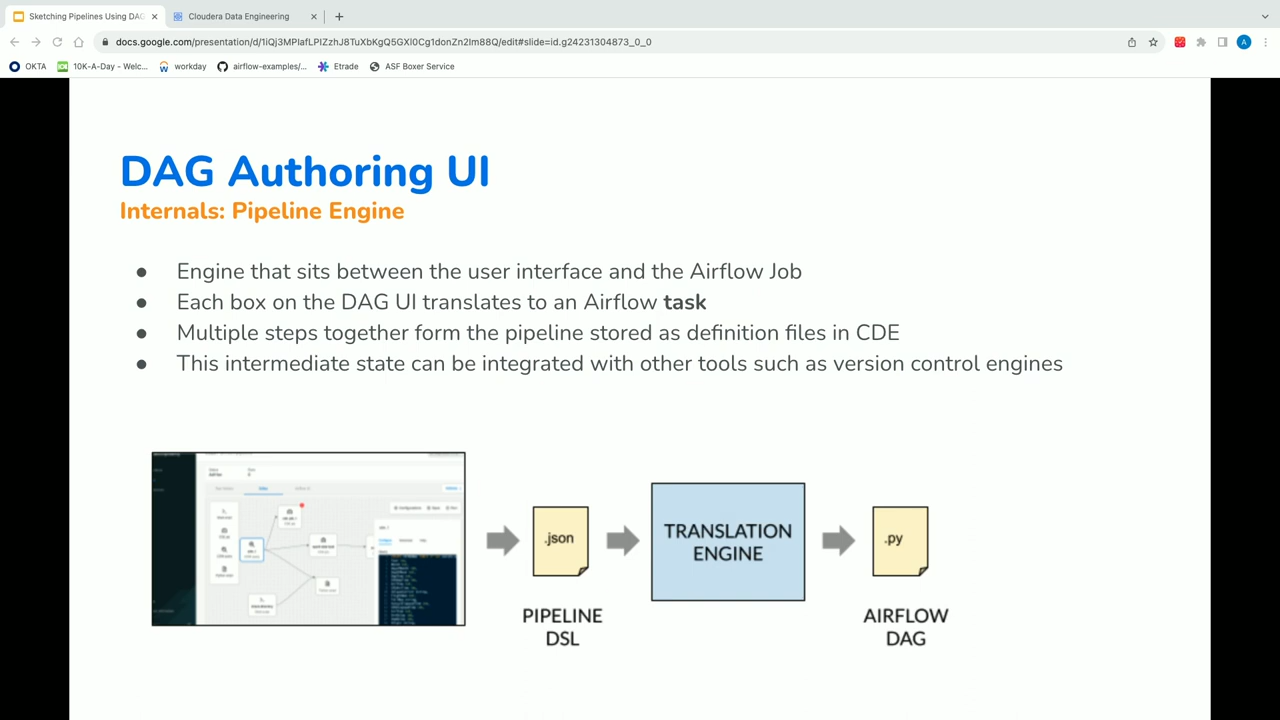 Sketching Pipelines Using DAG
Cloudera Data Engineering
docs.google.com/presentation/d/1iQj3MPlafLPIZzhJ8TuXbKgQ5GXl0Cg1donZn2lm88Q/edit#slide=id.g24231304873_0_0
A
OKTA
10K-A-Day - Welc...
workday
airflow-examples/...
Etrade
ASF Boxer Service
DAG Authoring UI
Internals: Pipeline Engine
● Engine that sits between the user interface and the Airflow Job
● Each box on the DAG UI translates to an Airflow task
● Multiple steps together form the pipeline stored as definition files in CDE
● This intermediate state can be integrated with other tools such as version control engines
.json
TRANSLATION
ENGINE
.py
PIPELINE
DSL
AIRFLOW
DAG